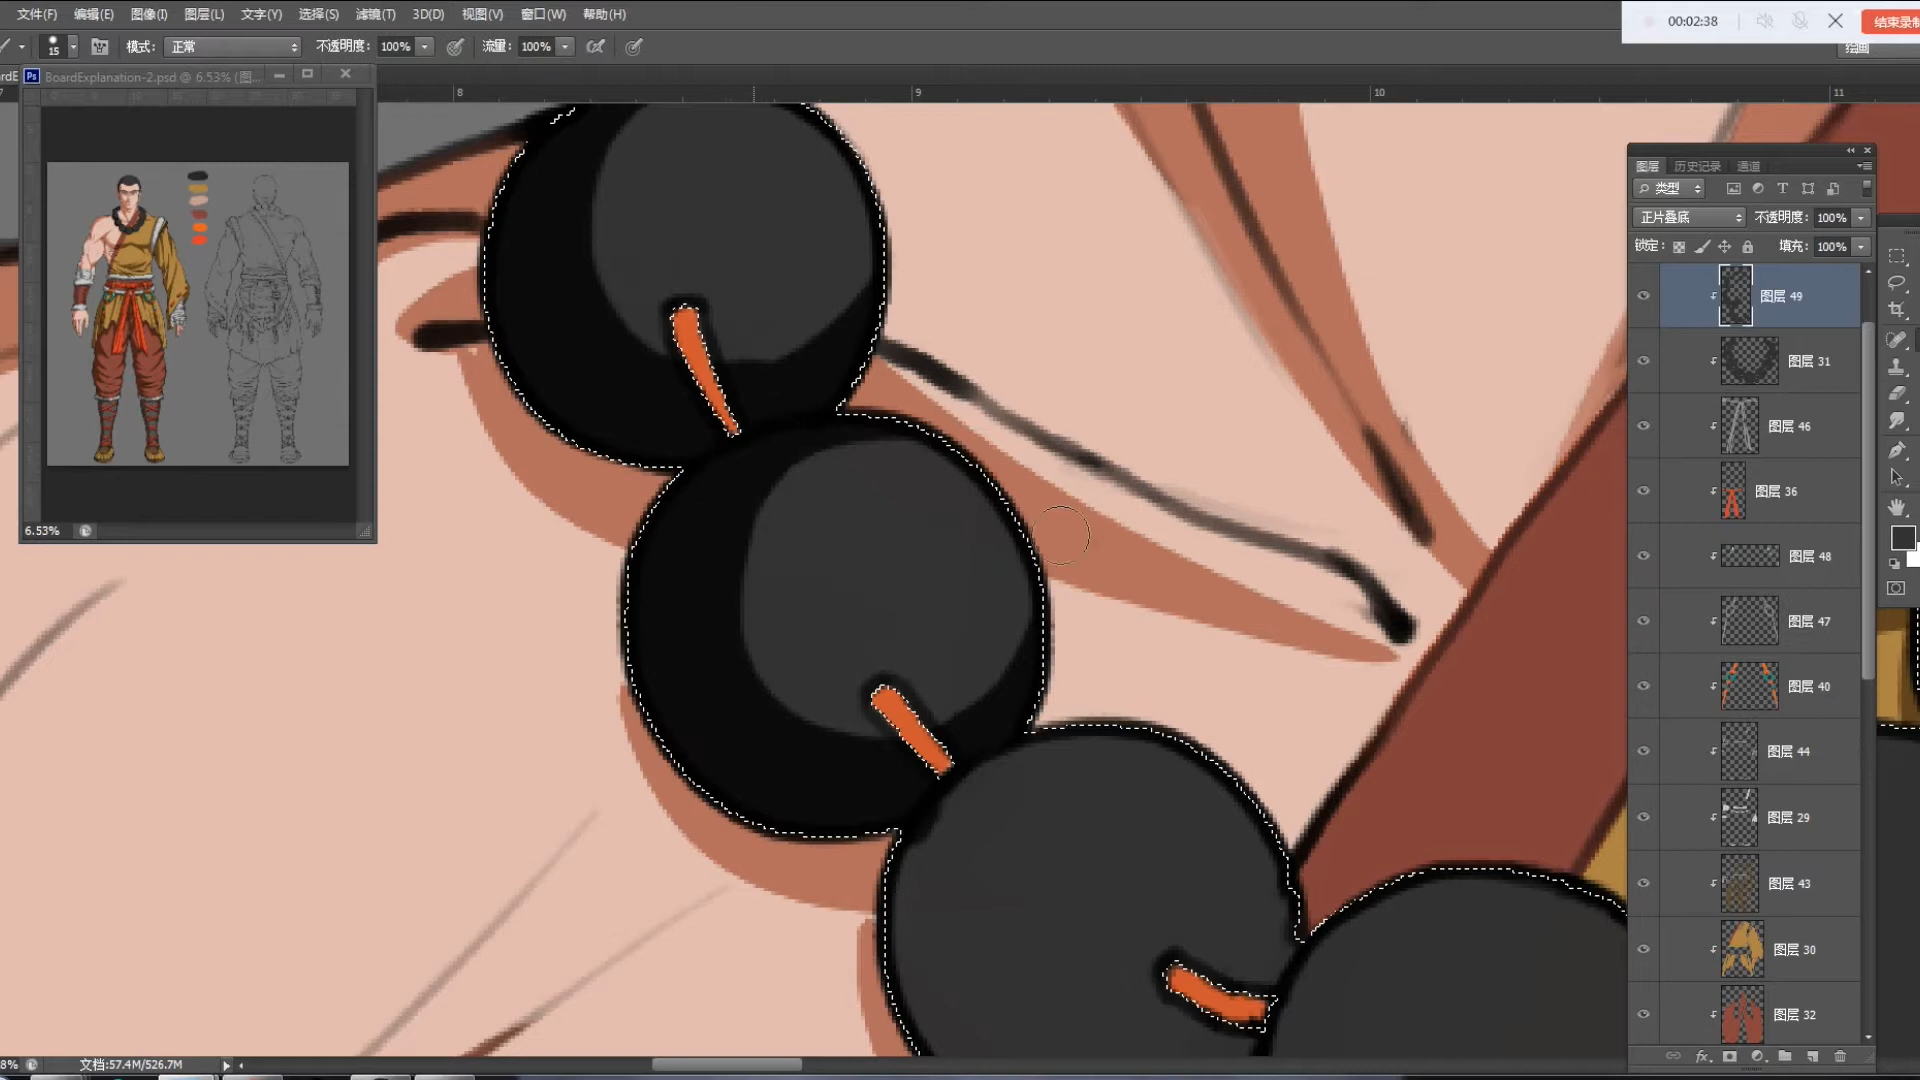 文件(F) 编辑(E) 图像(I) 图层(L) 文字(Y) 选择(S) 滤镜(T) 3D(D) 视图(V) 窗口(W) 帮助(H)
00:02:38 结束录制
15 模式: 正常 不透明度: 100% 流量: 100%
绘画
BoardExplanation-2.psd @ 6.53% (图...
7 8 9 10 11
图层 历史记录 通道
类型
正片叠底 不透明度: 100%
锁定: 填充: 100%
图层 49
图层 31
图层 46
图层 36
图层 48
图层 47
图层 40
图层 44
图层 29
图层 43
图层 30
图层 32
6.53%
8% 文档:57.4M/526.7M